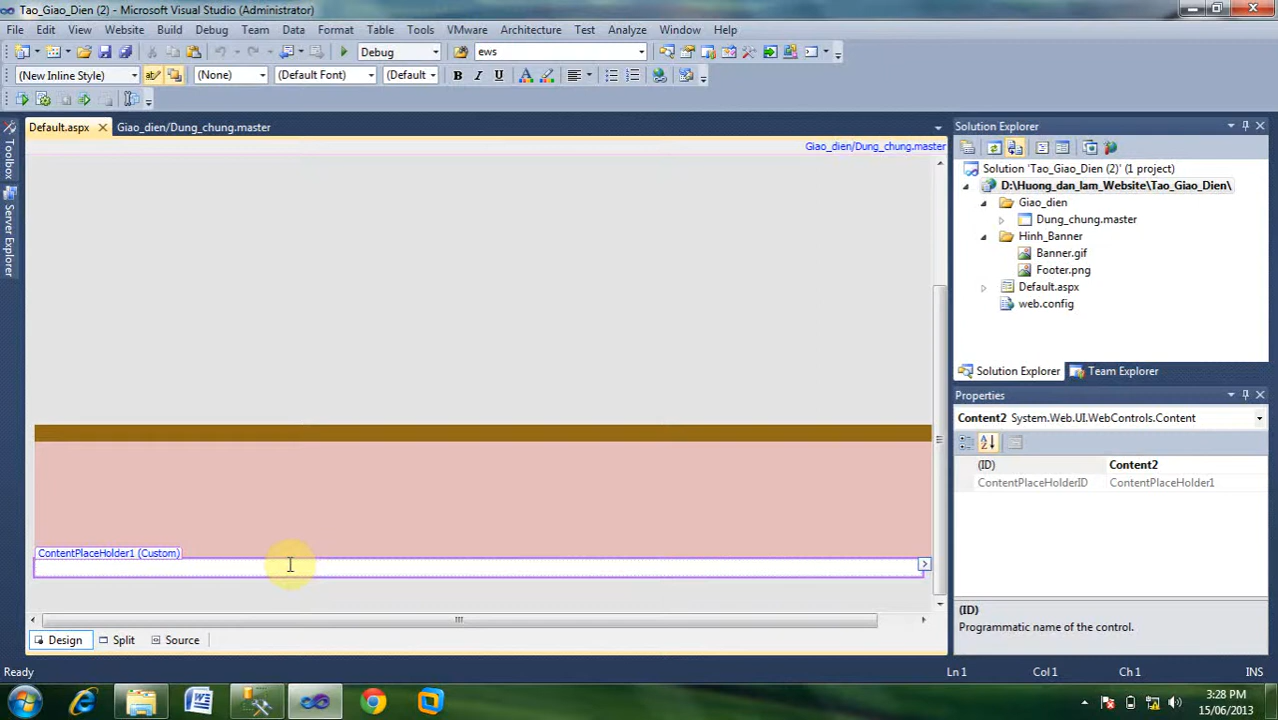 Tao_Giao_Dien (2) - Microsoft Visual Studio (Administrator)
File Edit View Website Build Debug Team Data Format Table Tools VMware Architecture Test Analyze Window Help
Debug ews
(New Inline Style) ab (None) (Default Font) (Default B I U A
Default.aspx Giao_dien/Dung_chung.master
Giao_dien/Dung_chung.master
Toolbox
Server Explorer
ContentPlaceHolder1 (Custom)
Design Split Source
Solution Explorer
Solution 'Tao_Giao_Dien (2)' (1 project)
D:\Huong_dan_lam_Website\Tao_Giao_Dien\
Giao_dien
Dung_chung.master
Hinh_Banner
Banner.gif
Footer.png
Default.aspx
web.config
Solution Explorer Team Explorer
Properties
Content2 System.Web.UI.WebControls.Content
(ID) Content2
ContentPlaceHolderID ContentPlaceHolder1
(ID)
Programmatic name of the control.
Ready Ln 1 Col 1 Ch 1 INS
3:28 PM
15/06/2013